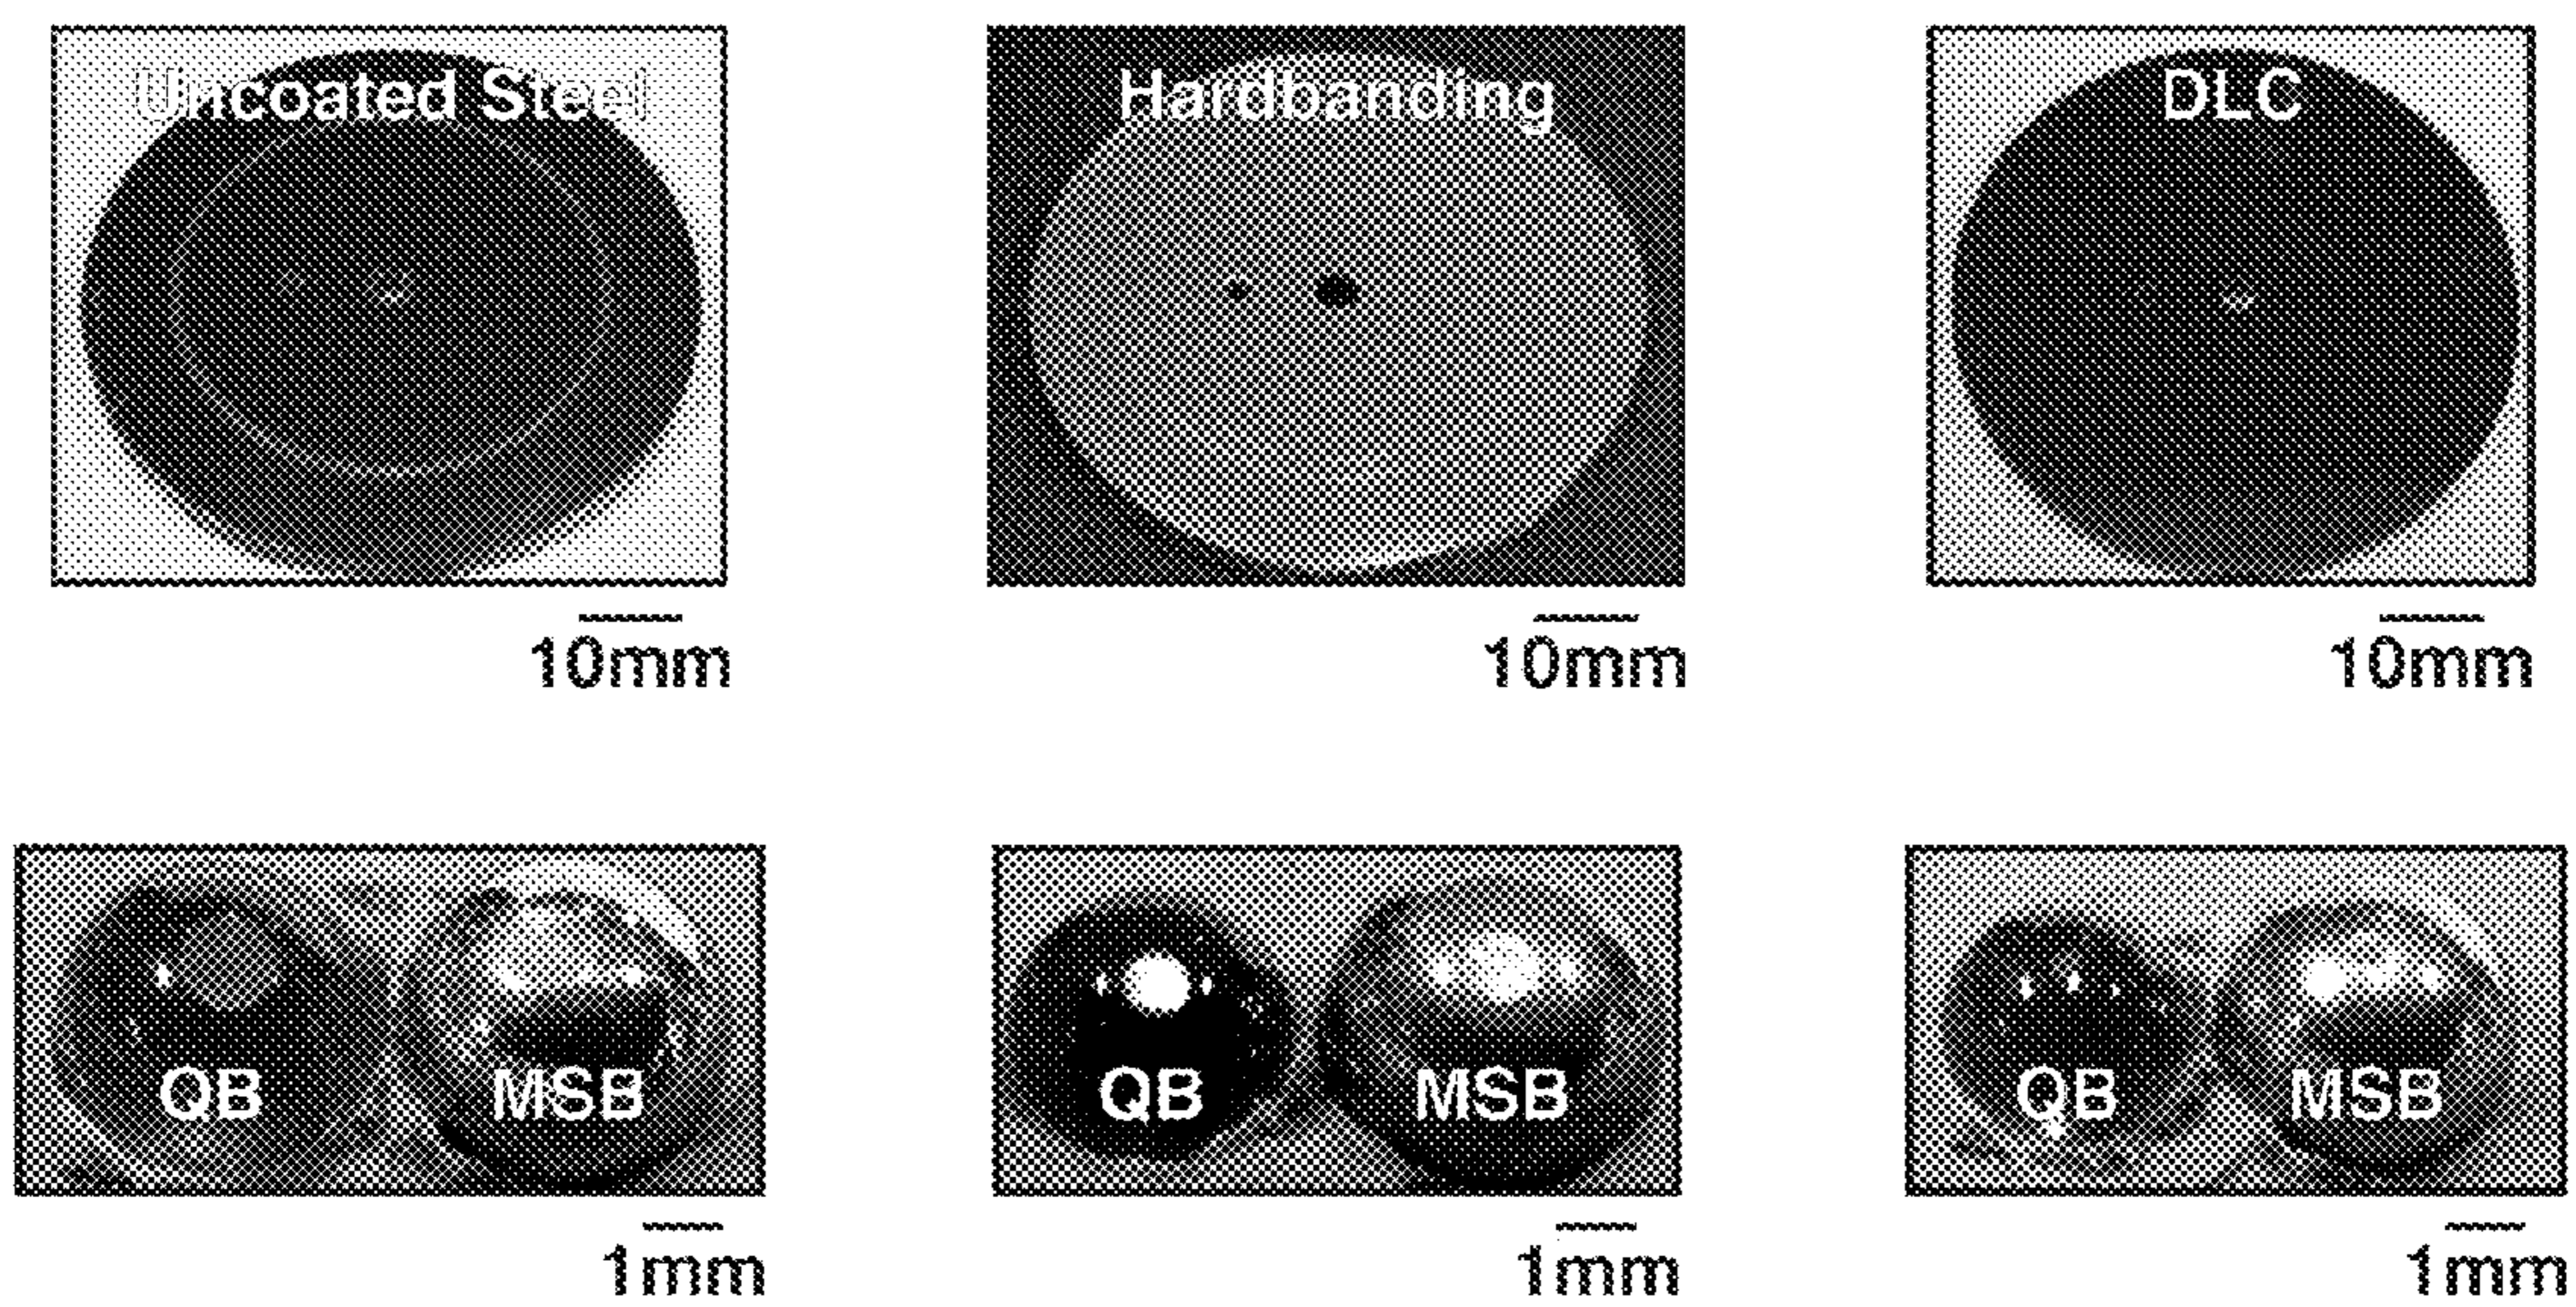 Uncoated Steel
Hardbanding
DLC
10mm
10mm
10mm
QB
MSB
QB
MSB
QB
MSB
1mm
1mm
1mm